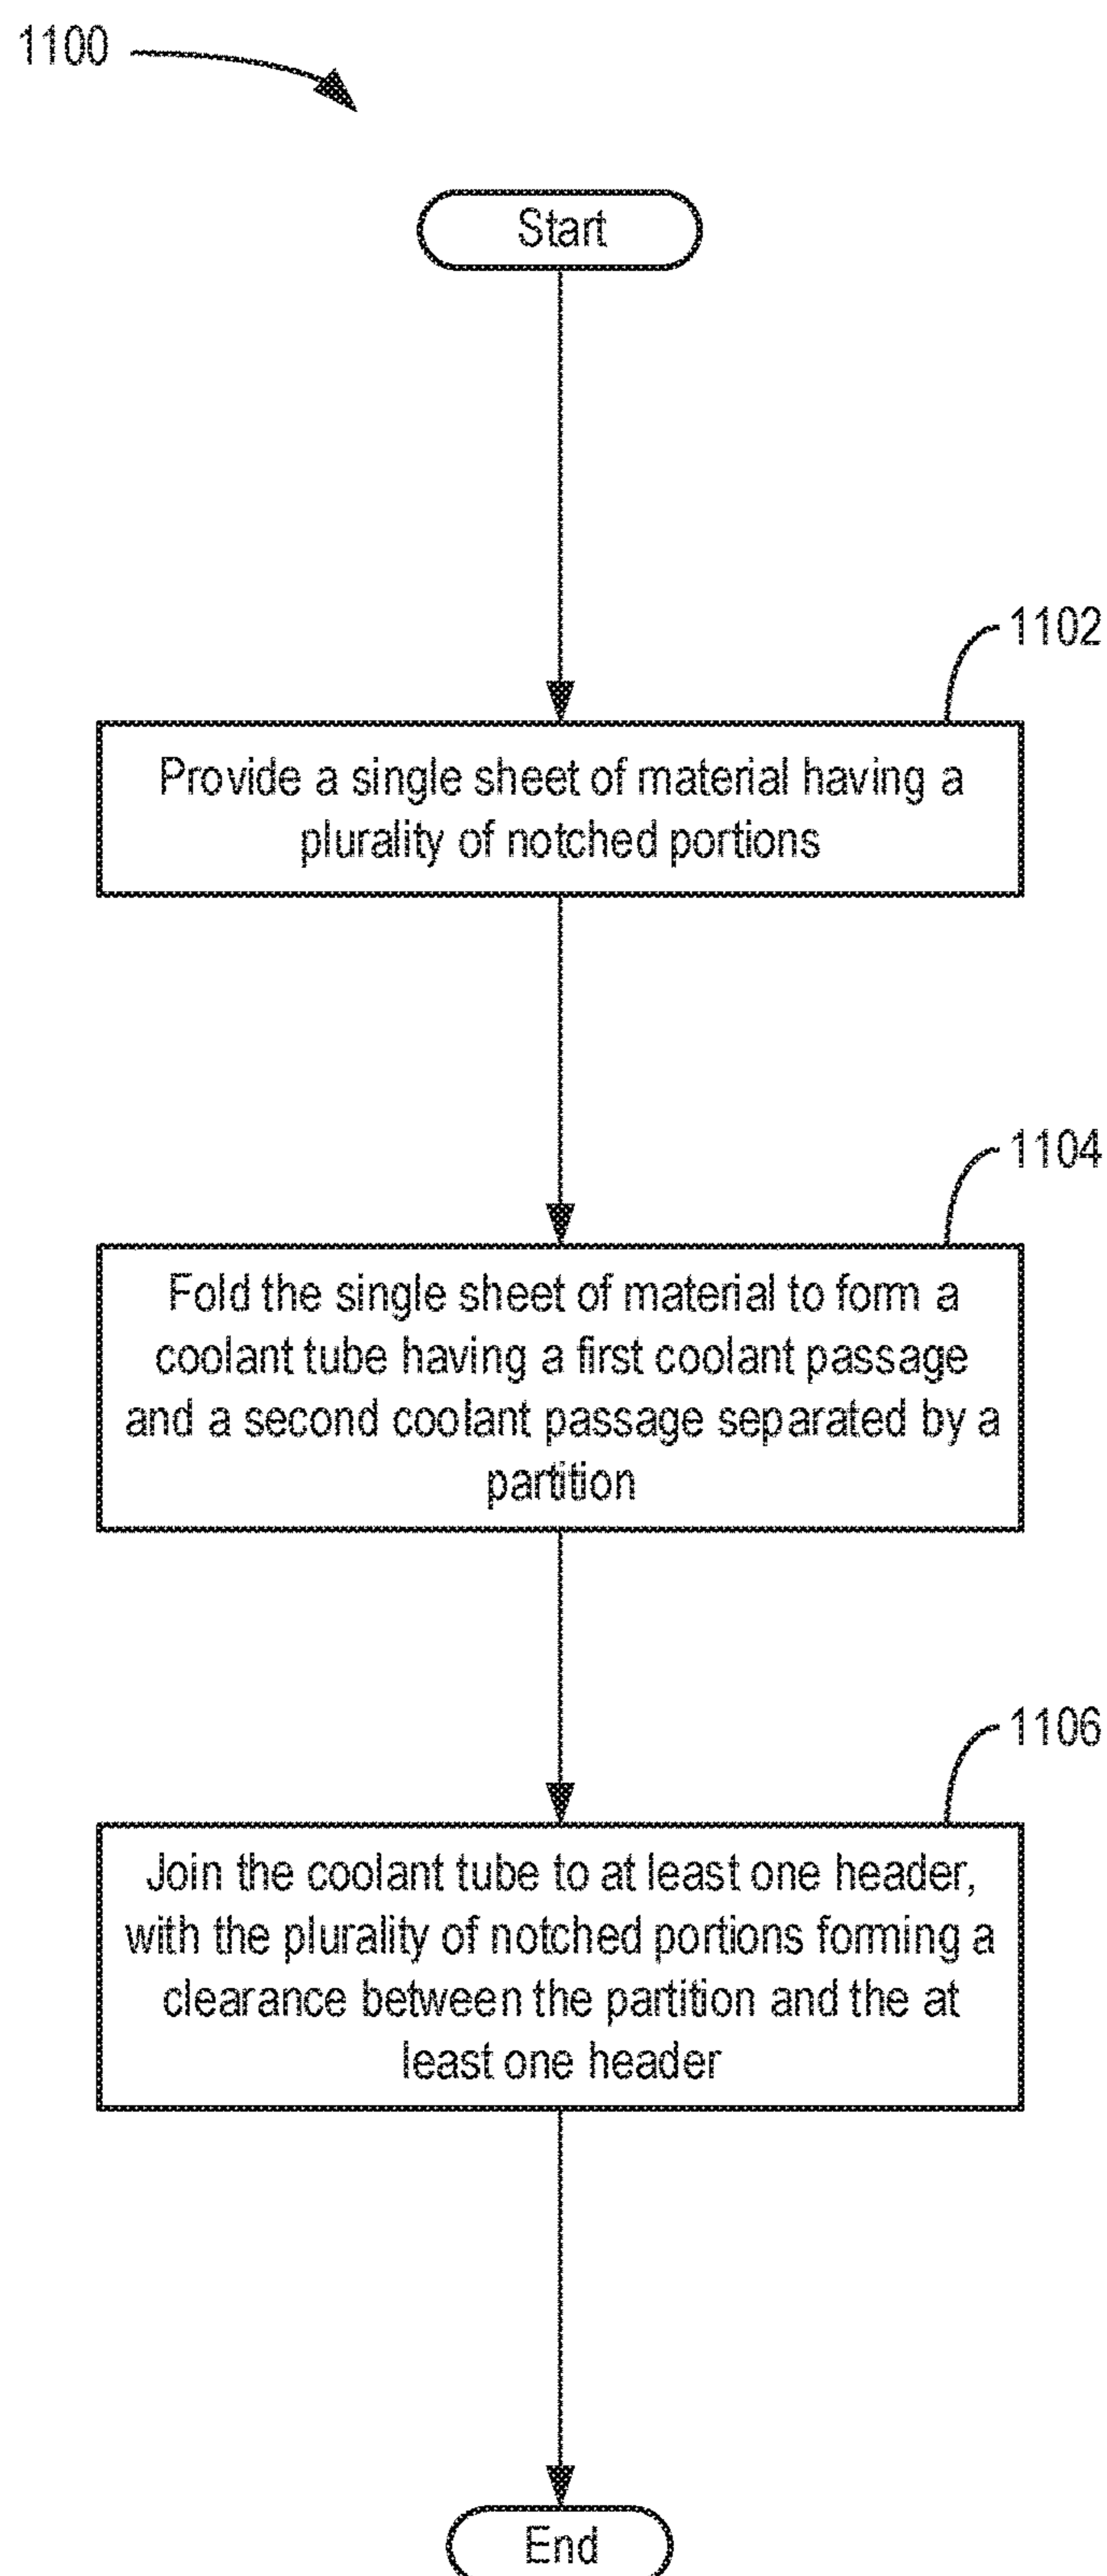 1100
Start
1102
Provide a single sheet of material having a
plurality of notched portions
1104
Fold the single sheet of material to form a
coolant tube having a first coolant passage
and a second coolant passage separated by a
partition
1106
Join the coolant tube to at least one header,
with the plurality of notched portions forming a
clearance between the partition and the at
least one header
End